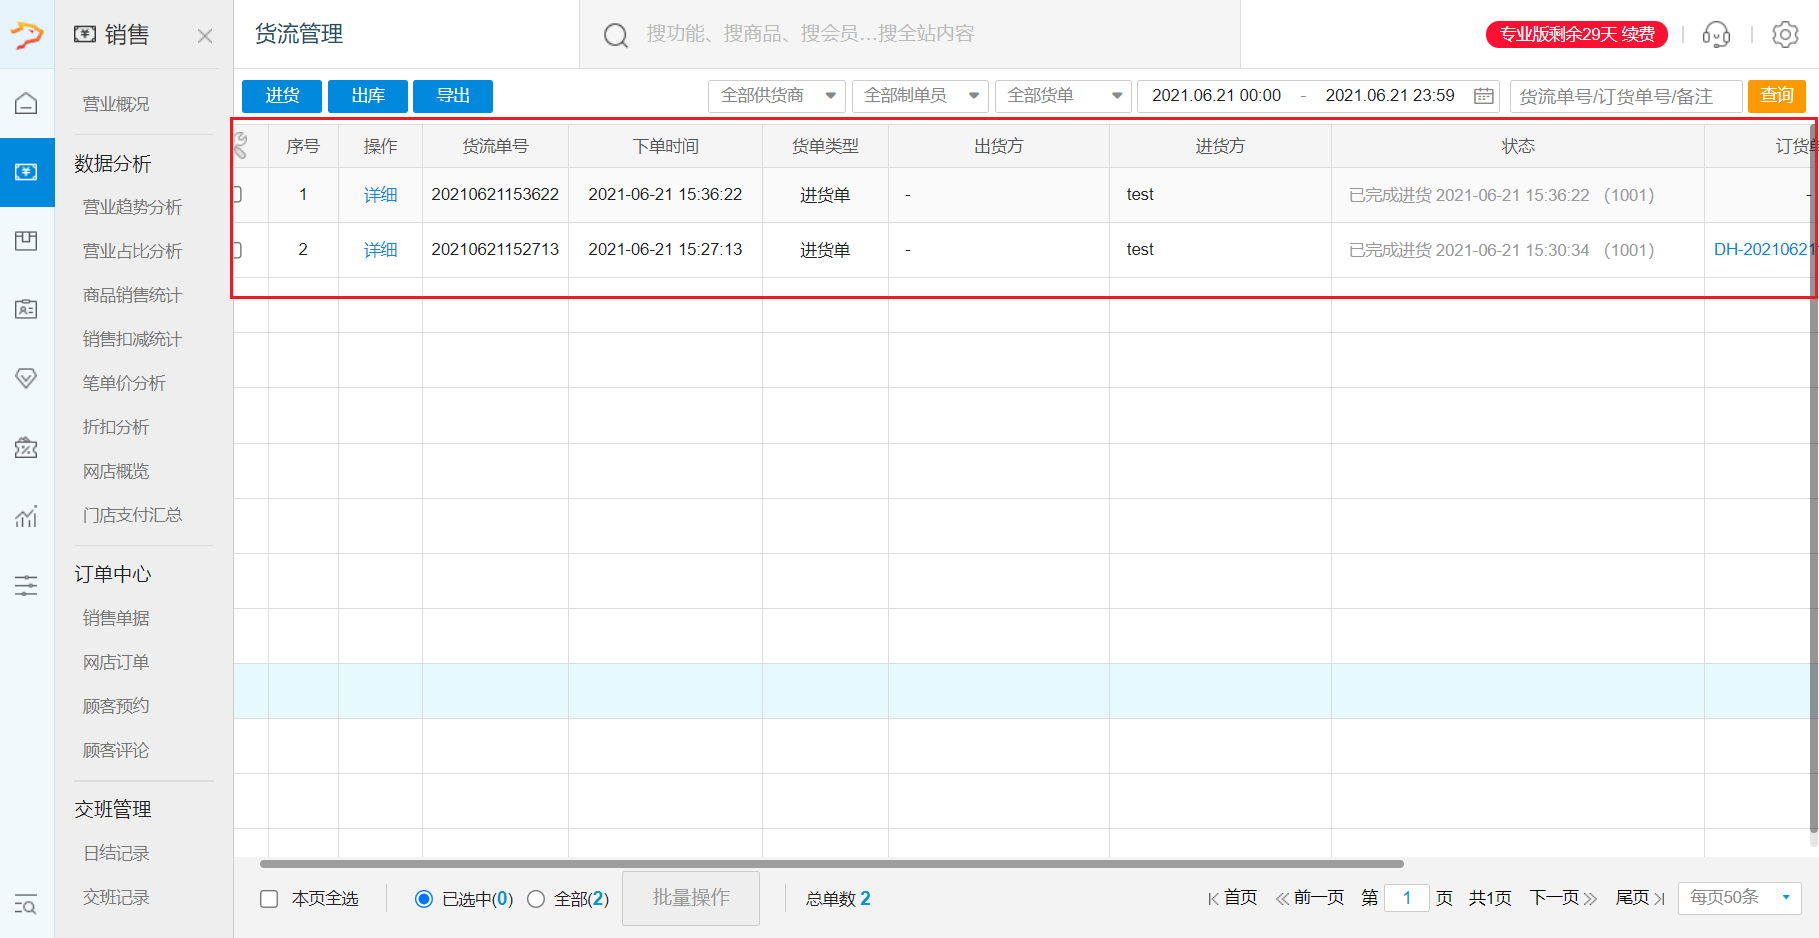 销售
货流管理
搜功能、搜商品、搜会员...搜全站内容
专业版剩余29天 续费
营业概况
数据分析
营业趋势分析
营业占比分析
商品销售统计
销售扣减统计
笔单价分析
折扣分析
网店概览
门店支付汇总
订单中心
销售单据
网店订单
顾客预约
顾客评论
交班管理
日结记录
交班记录
进货 出库 导出 全部供货商 全部制单员 全部货单 2021.06.21 00:00 - 2021.06.21 23:59 货流单号/订货单号/备注 查询
序号 操作 货流单号 下单时间 货单类型 出货方 进货方 状态 订货单
1 详细 20210621153622 2021-06-21 15:36:22 进货单 - test 已完成进货 2021-06-21 15:36:22 (1001) -
2 详细 20210621152713 2021-06-21 15:27:13 进货单 - test 已完成进货 2021-06-21 15:30:34 (1001) DH-20210621
本页全选 已选中(0) 全部(2) 批量操作 总单数 2 首页 前一页 第 1 页 共1页 下一页 尾页 每页50条